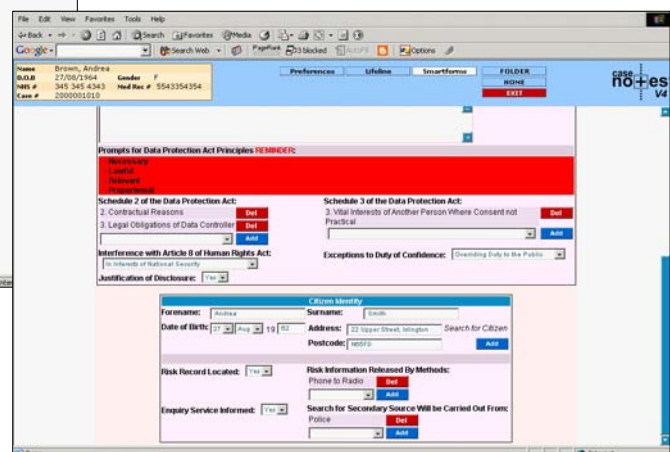 File Edit View Favorites Tools Help
Back Search Favorites Media
Google Search Web PageRank 233 blocked AutoFill Options
Name Brown, Andrea
D.O.B 27/08/1964 Gender F
NHS # 345 345 4343 Med Rec # 5543354354
Case # 2000001010
Preferences Lifeline Smartforms FOLDER
NONE
EXIT
case
notes
V4
Prompts for Data Protection Act Principles REMINDER:
Necessary
Lawful
Relevant
Proportional
Schedule 2 of the Data Protection Act: Schedule 3 of the Data Protection Act:
2. Contractual Reasons Del 3. Vital Interests of Another Person Where Consent not Practical Del
3. Legal Obligations of Data Controller Del
Add Add
Interference with Article 8 of Human Rights Act: Exceptions to Duty of Confidence: Overriding Duty to the Public
In Interests of National Security
Justification of Disclosure: Yes
Citizen Identity
Forename: Andrea Surname: Smith
Date of Birth: 27 Aug 19 62 Address: 22 Upper Street, Islington Search for Citizen
Postcode: Add
Risk Record Located: Yes Risk Information Released By Methods:
Phone to Radio Del
Add
Enquiry Service Informed: Yes Search for Secondary Source Will be Carried Out From:
Police Del
Add